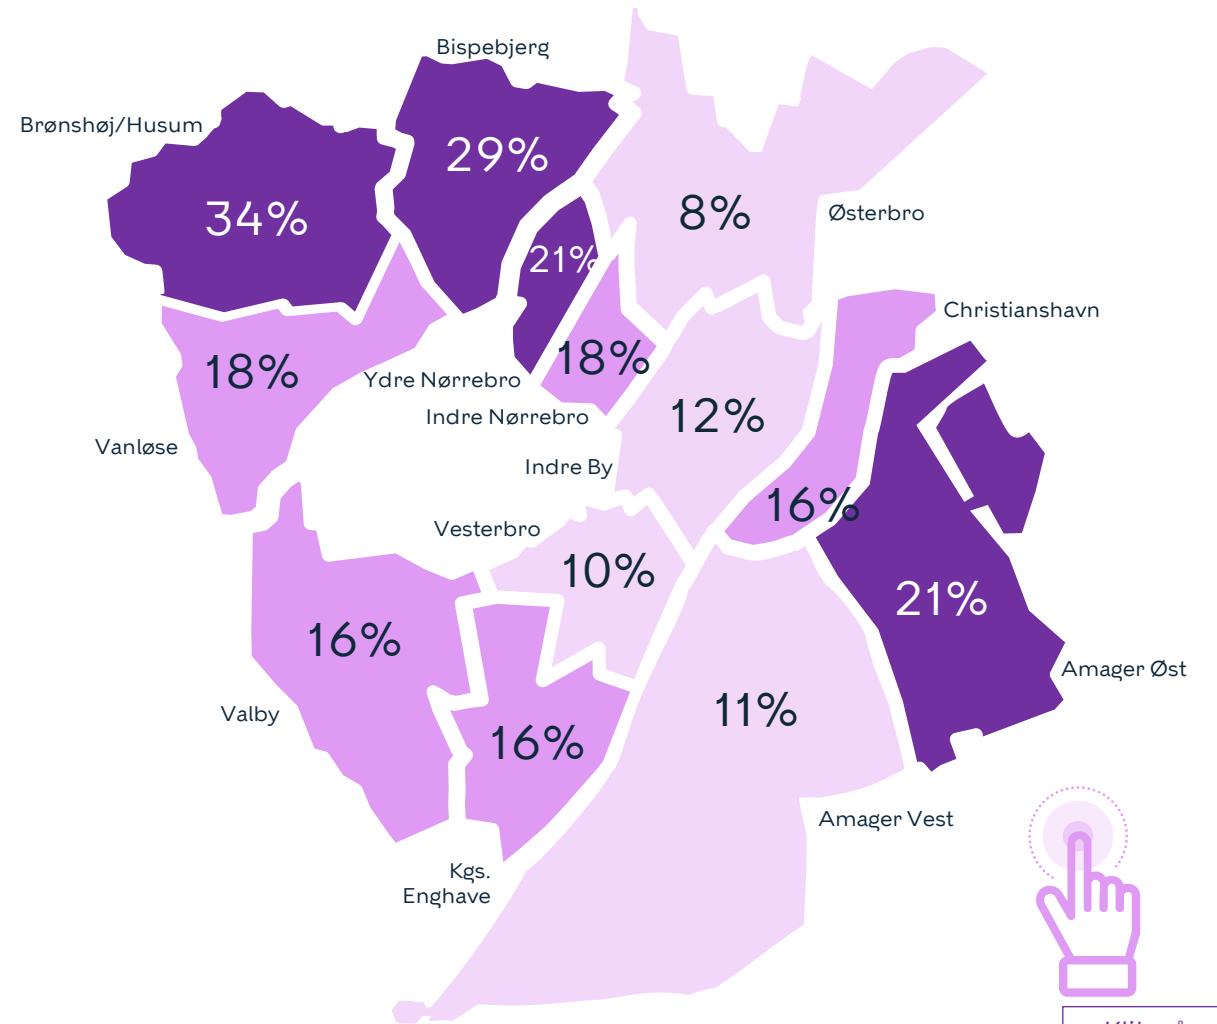 Bispebjerg
Brønshøj/Husum
29%
34%
8%
Østerbro
21%
Christianshavn
18%
18%
Ydre Nørrebro
Indre Nørrebro
12%
Vanløse
Indre By
16%
Vesterbro
10%
21%
16%
Amager Øst
Valby
11%
16%
Amager Vest
Kgs.
Enghave